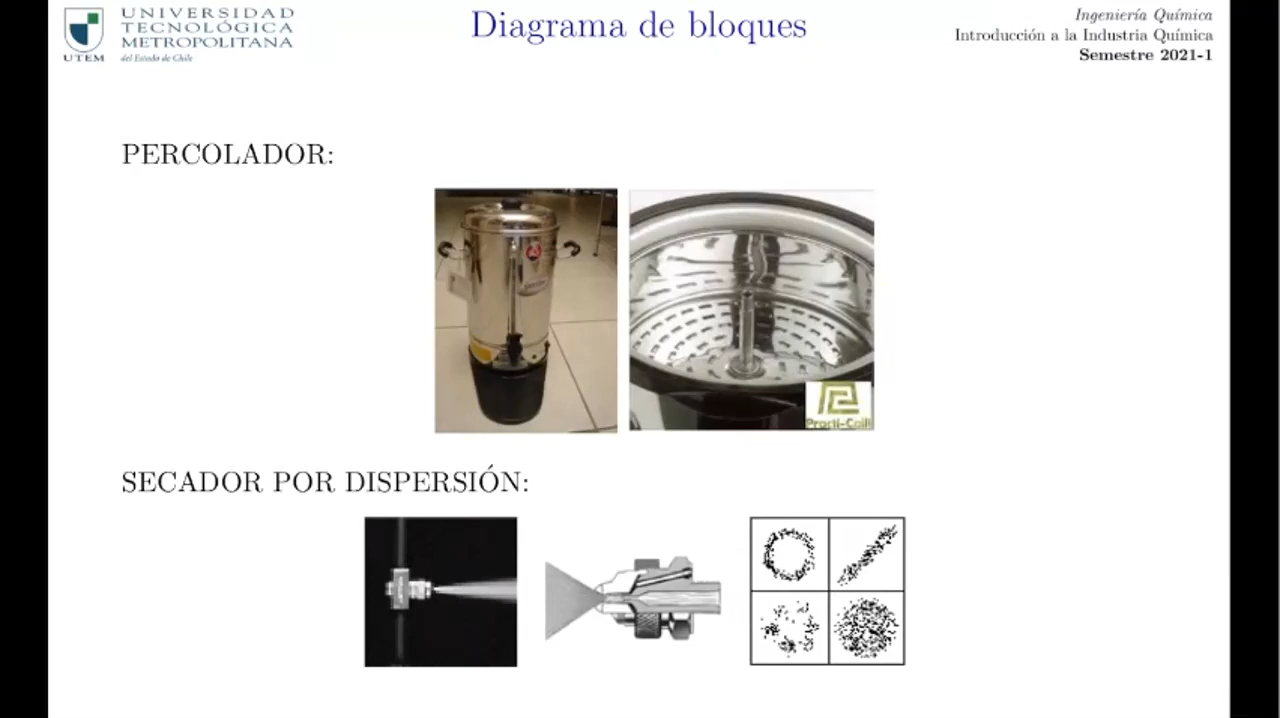 UNIVERSIDAD
TECNOLÓGICA
METROPOLITANA
del Estado de Chile
UTEM
Diagrama de bloques
Ingeniería Química
Introducción a la Industria Química
Semestre 2021-1
PERCOLADOR:
SECADOR POR DISPERSIÓN: